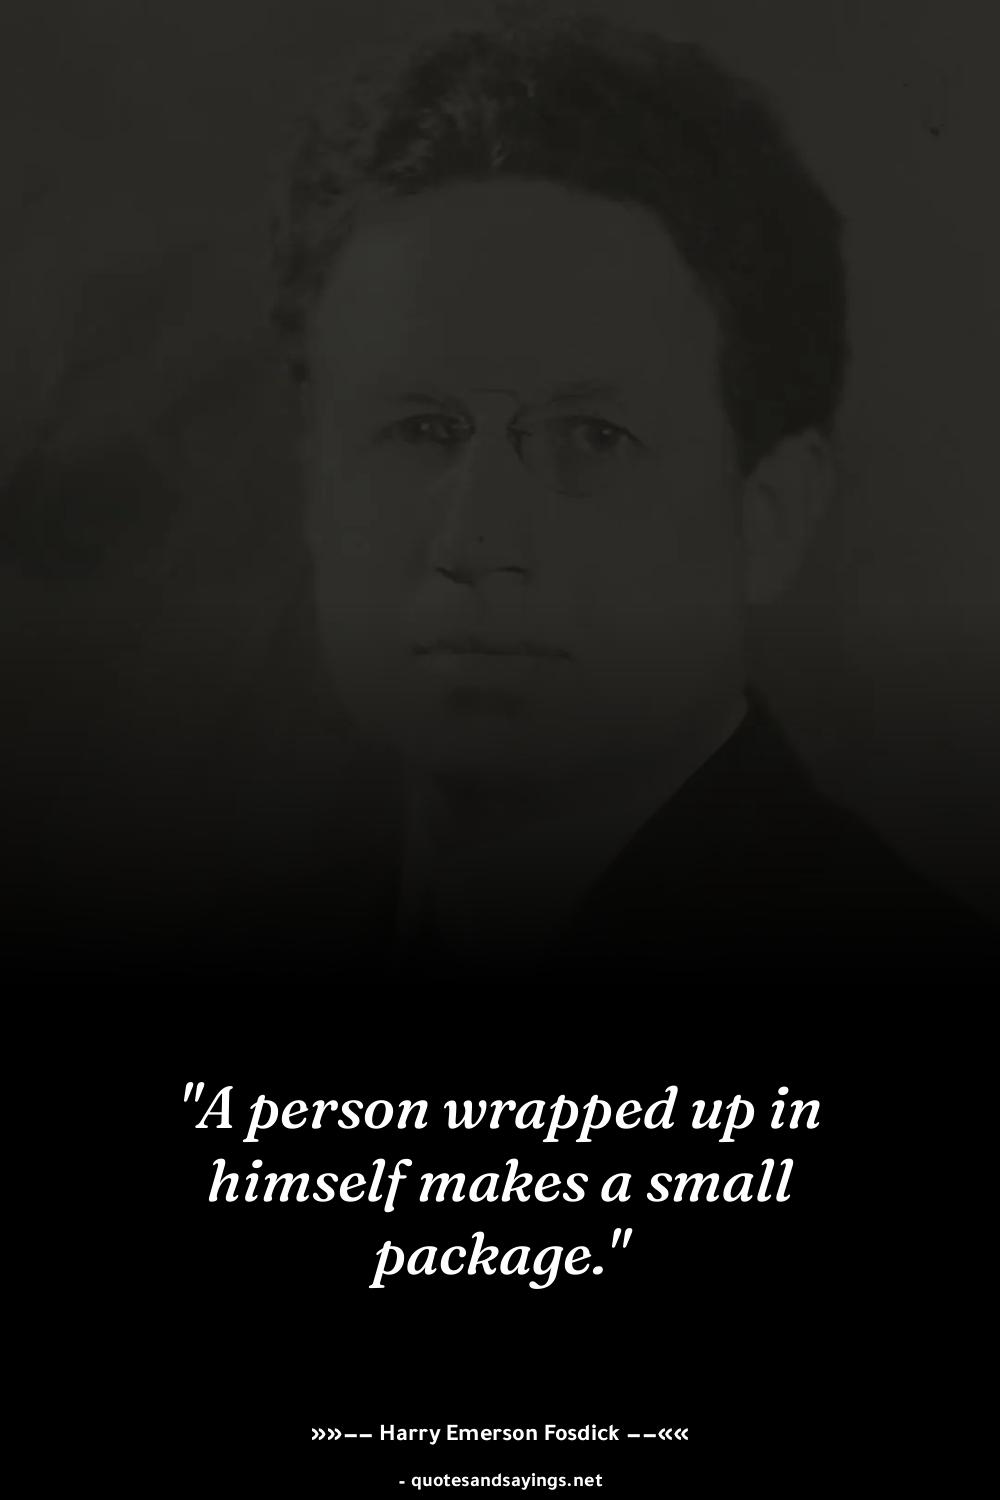 "A person wrapped up in
himself makes a small
package."
»»−− Harry Emerson Fosdick −−««
- quotesandsayings.net